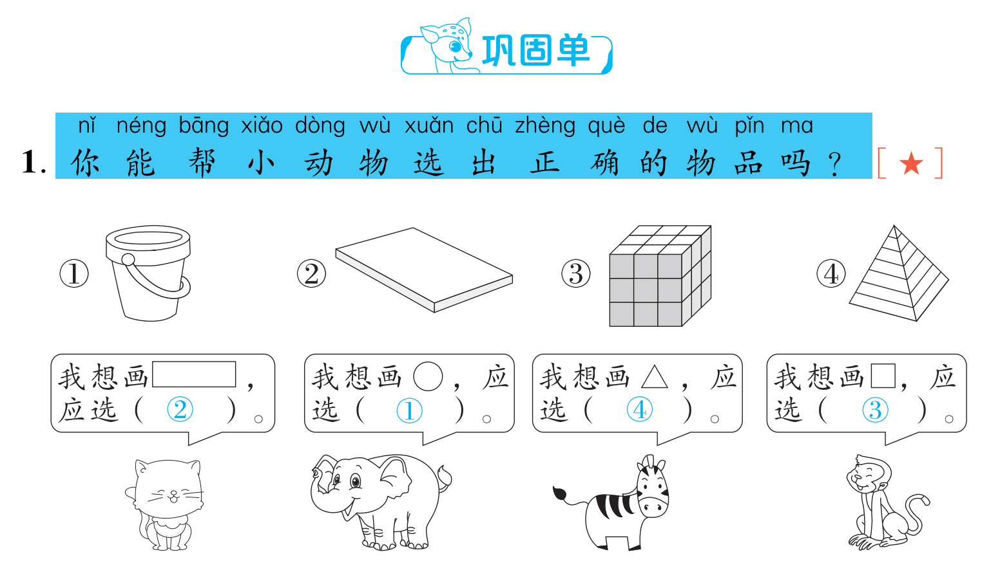 巩固单
nǐ néng bāng xiǎo dòng wù xuǎn chū zhèng què de wù pǐn ma
1. 你能帮小动物选出正确的物品吗？[★]
① ② ③ ④
我想画，
应选（②）。
我想画，应
选（①）。
我想画，应
选（④）。
我想画，应
选（③）。